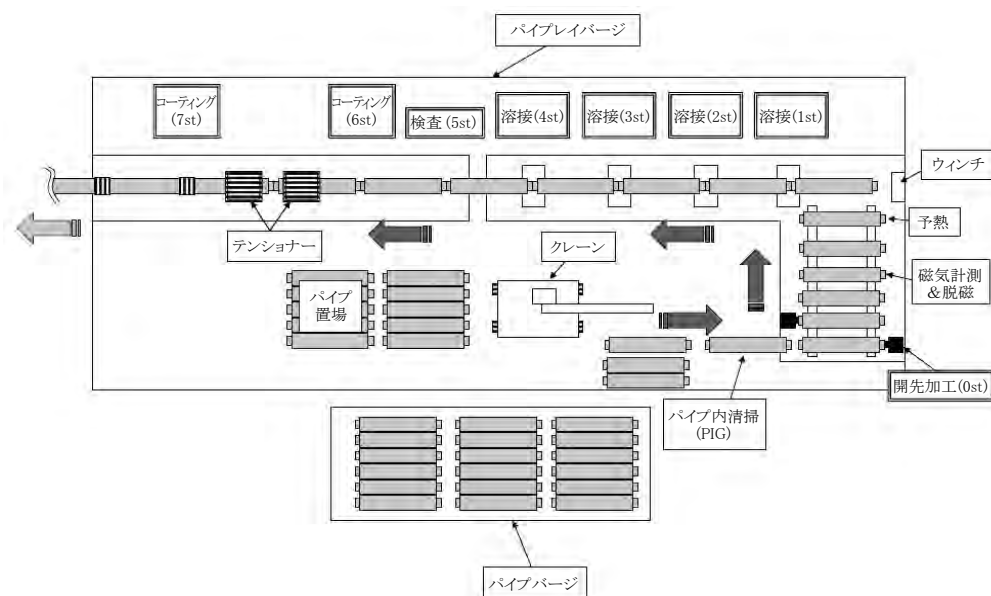 パイプレイバージ
コーティング
(7st)
コーティング
(6st)
検査(5st)
溶接(4st)
溶接(3st)
溶接(2st)
溶接(1st)
ウィンチ
予熱
テンショナー
クレーン
磁気計測
&脱磁
パイプ
置場
開先加工(0st)
パイプ内清掃
(PIG)
パイプバージ